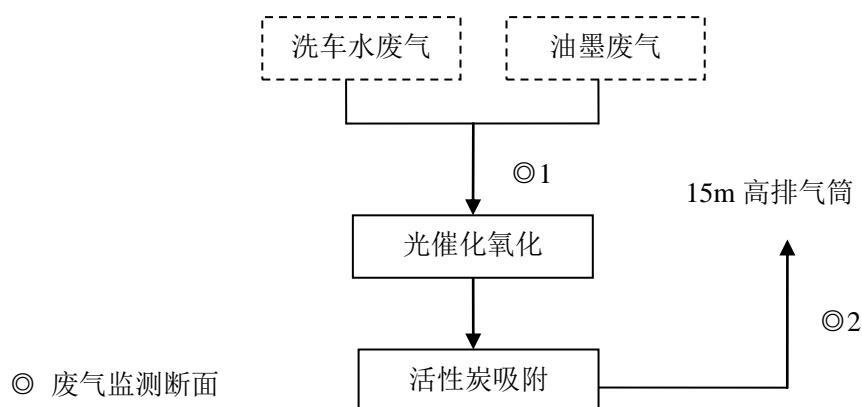 洗车水废气
油墨废气
◎1
15m 高排气筒
光催化氧化
◎2
◎ 废气监测断面
活性炭吸附